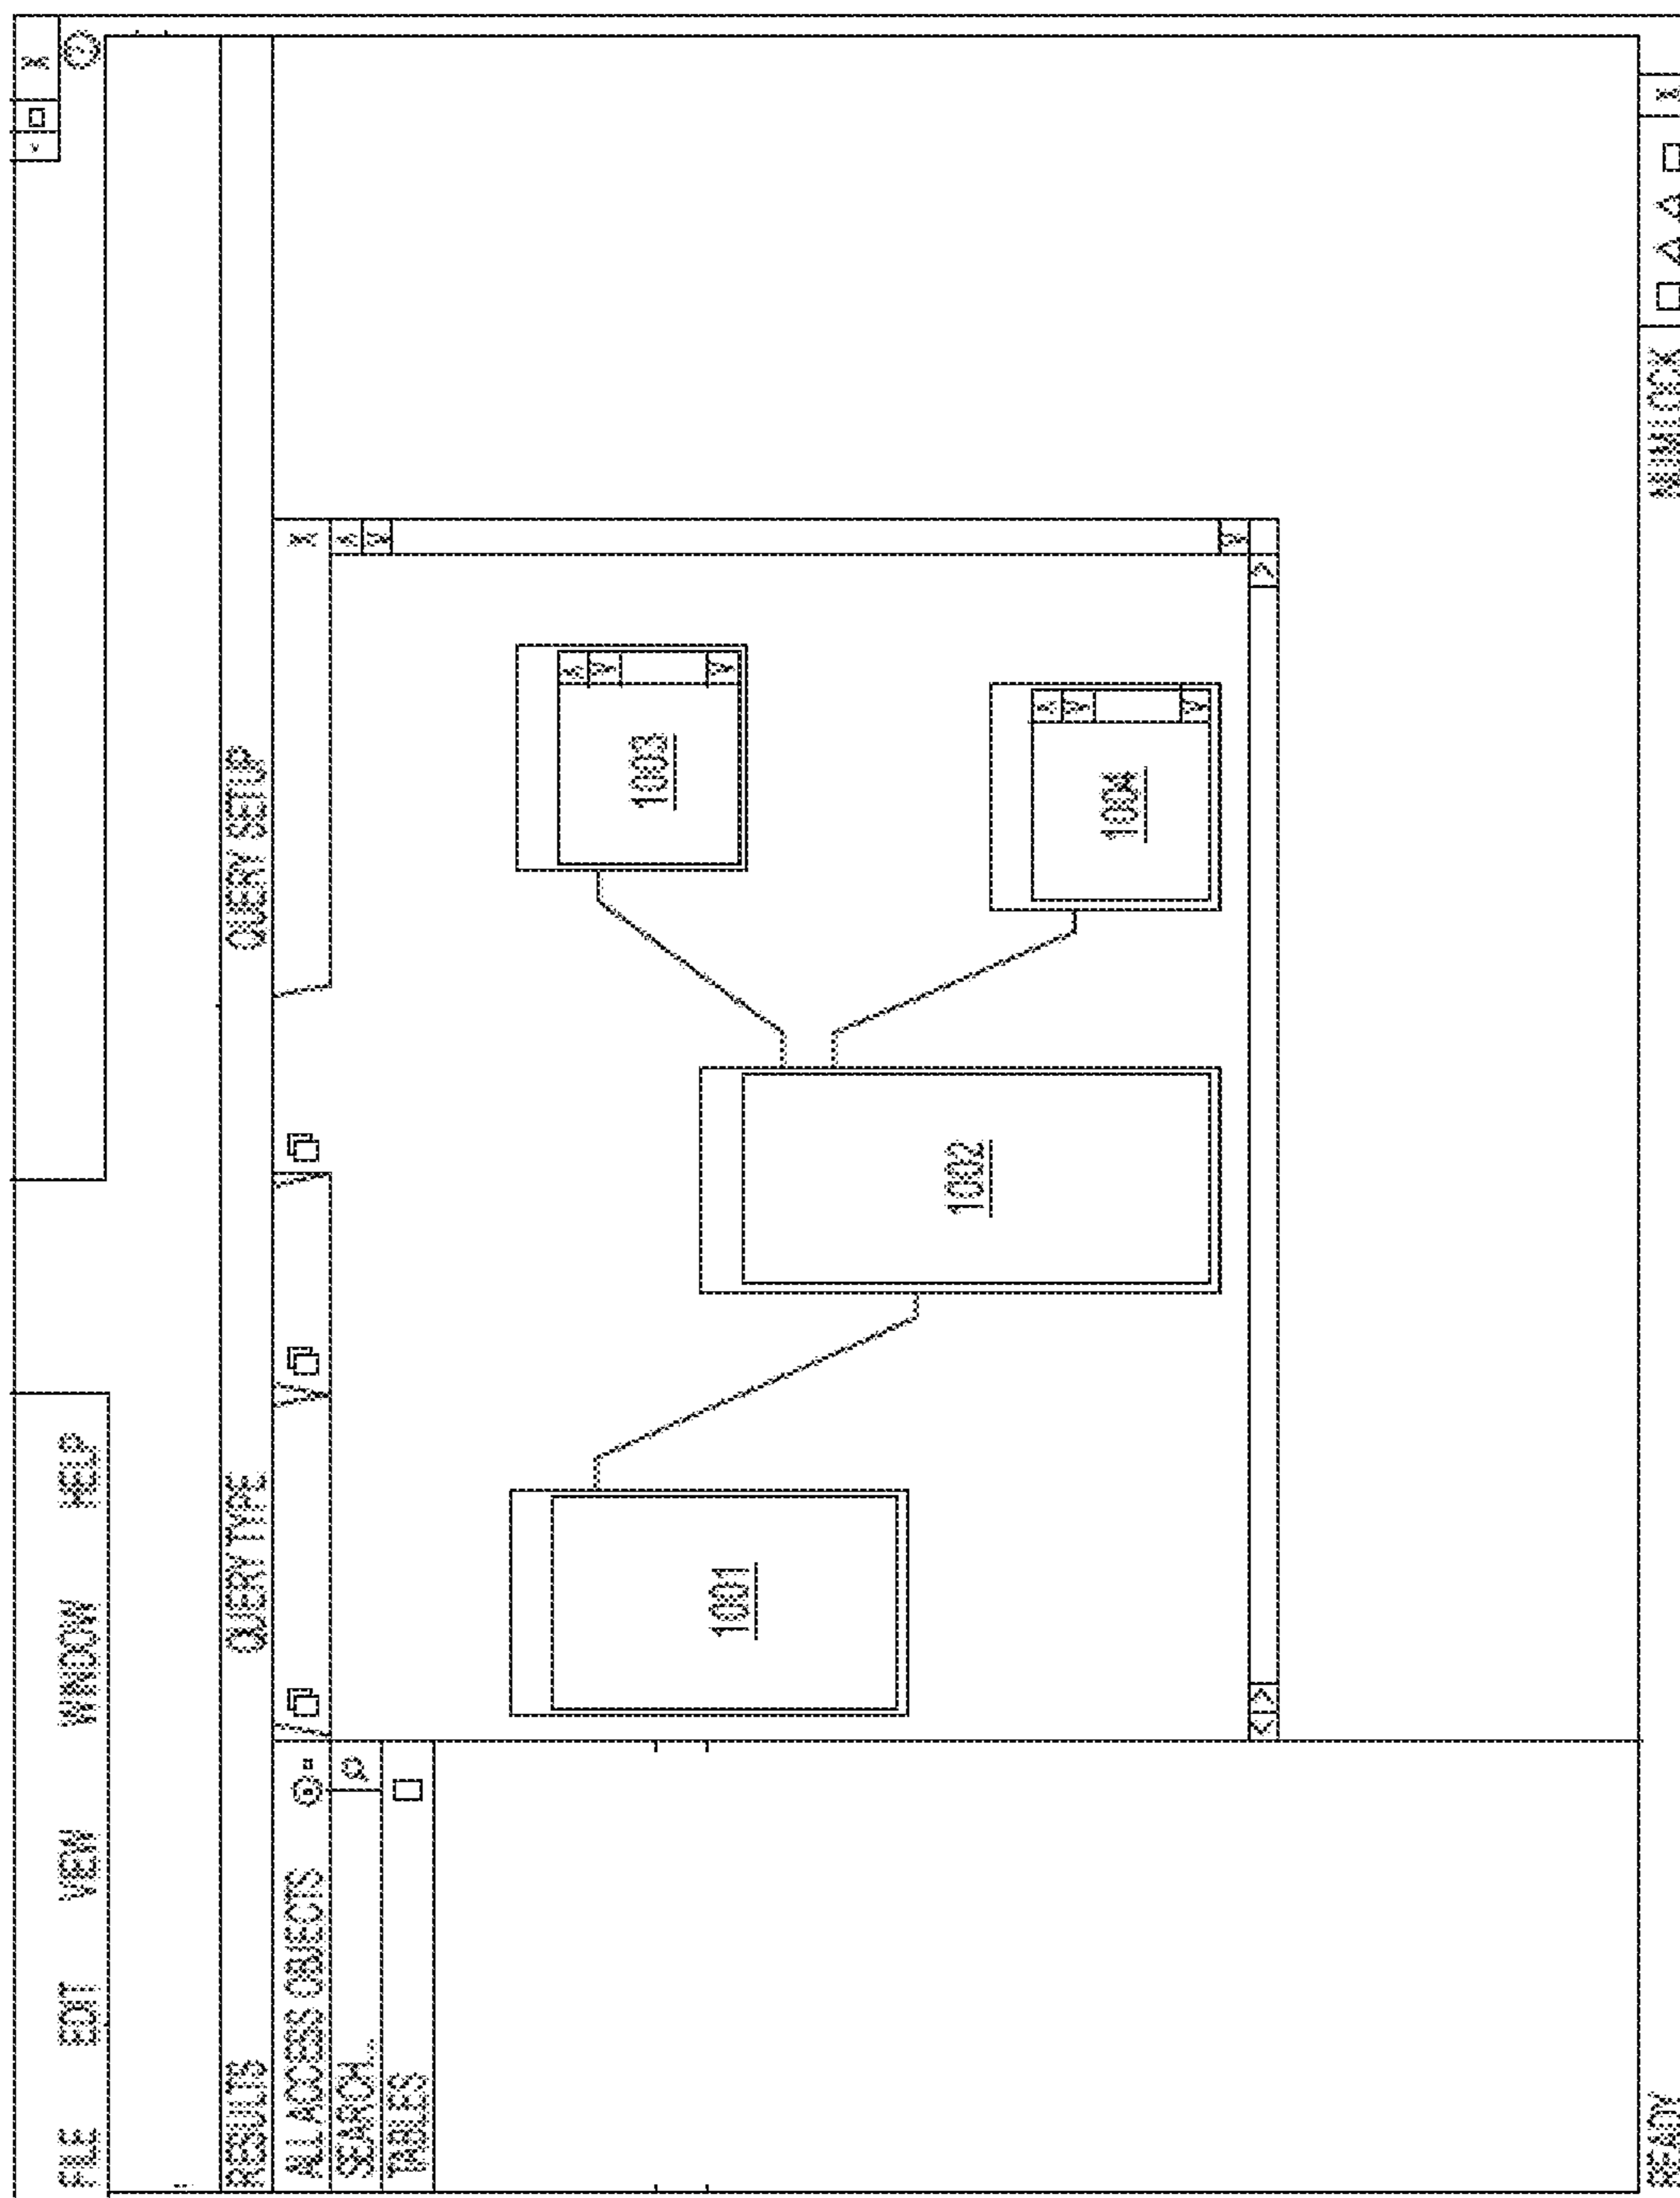 FILE EDIT VIEW WINDOW HELP
X
RESULTS QUERY TYPE QUERY SETUP
ALL ACCESS OBJECTS
X
SEARCH...
TABLES
1003
1001
1002
1004
READY NUM LOCK